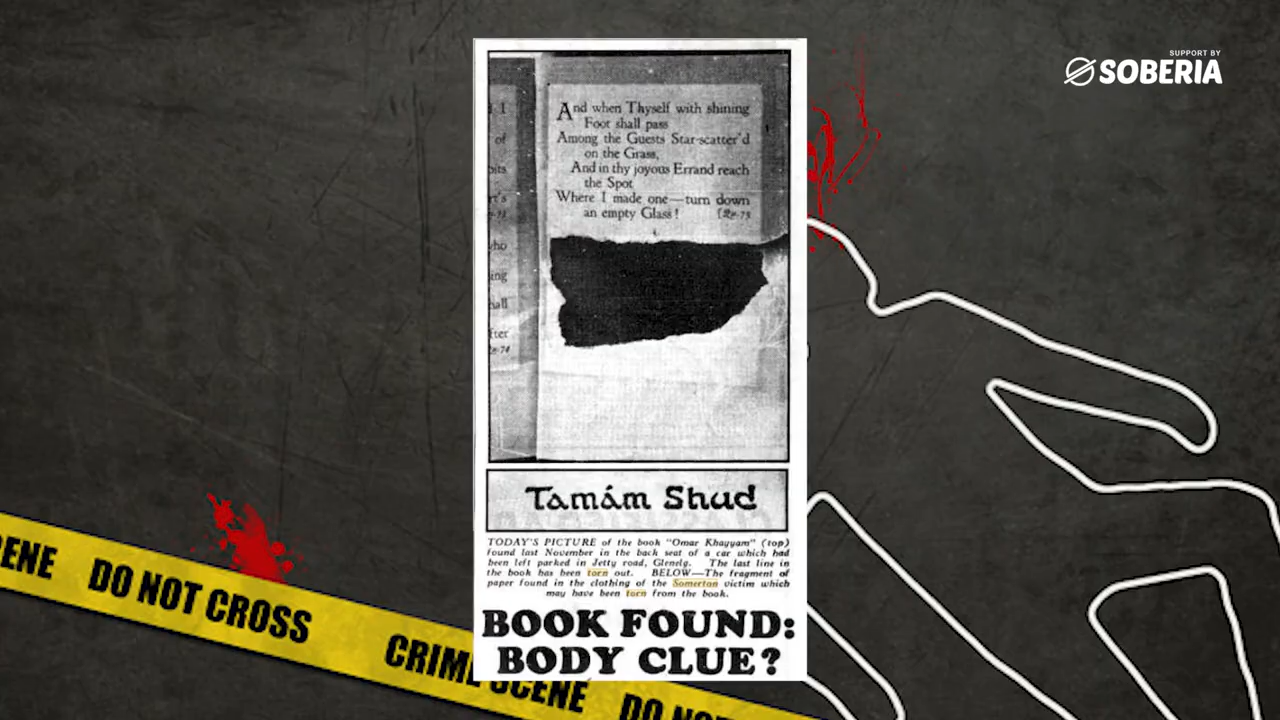 SUPPORT BY
SOBERIA
And when Thyself with shining
Foot shall pass
Among the Guests Star-scatter'd
on the Grass,
And in thy joyous Errand reach
the Spot
Where I made one—turn down
an empty Glass!
of
Tamám Shud
TODAY'S PICTURE of the book "Omar Khayyam" (top)
found last November in the back seat of a car which had
been left parked in Jetty road, Glenelg. The last line in
the book has been torn out. BELOW—The fragment of
paper found in the clothing of the Somerton victim which
may have been torn from the book.
BOOK FOUND:
BODY CLUE?
CENE DO NOT CROSS CRIME SCENE DO NOT